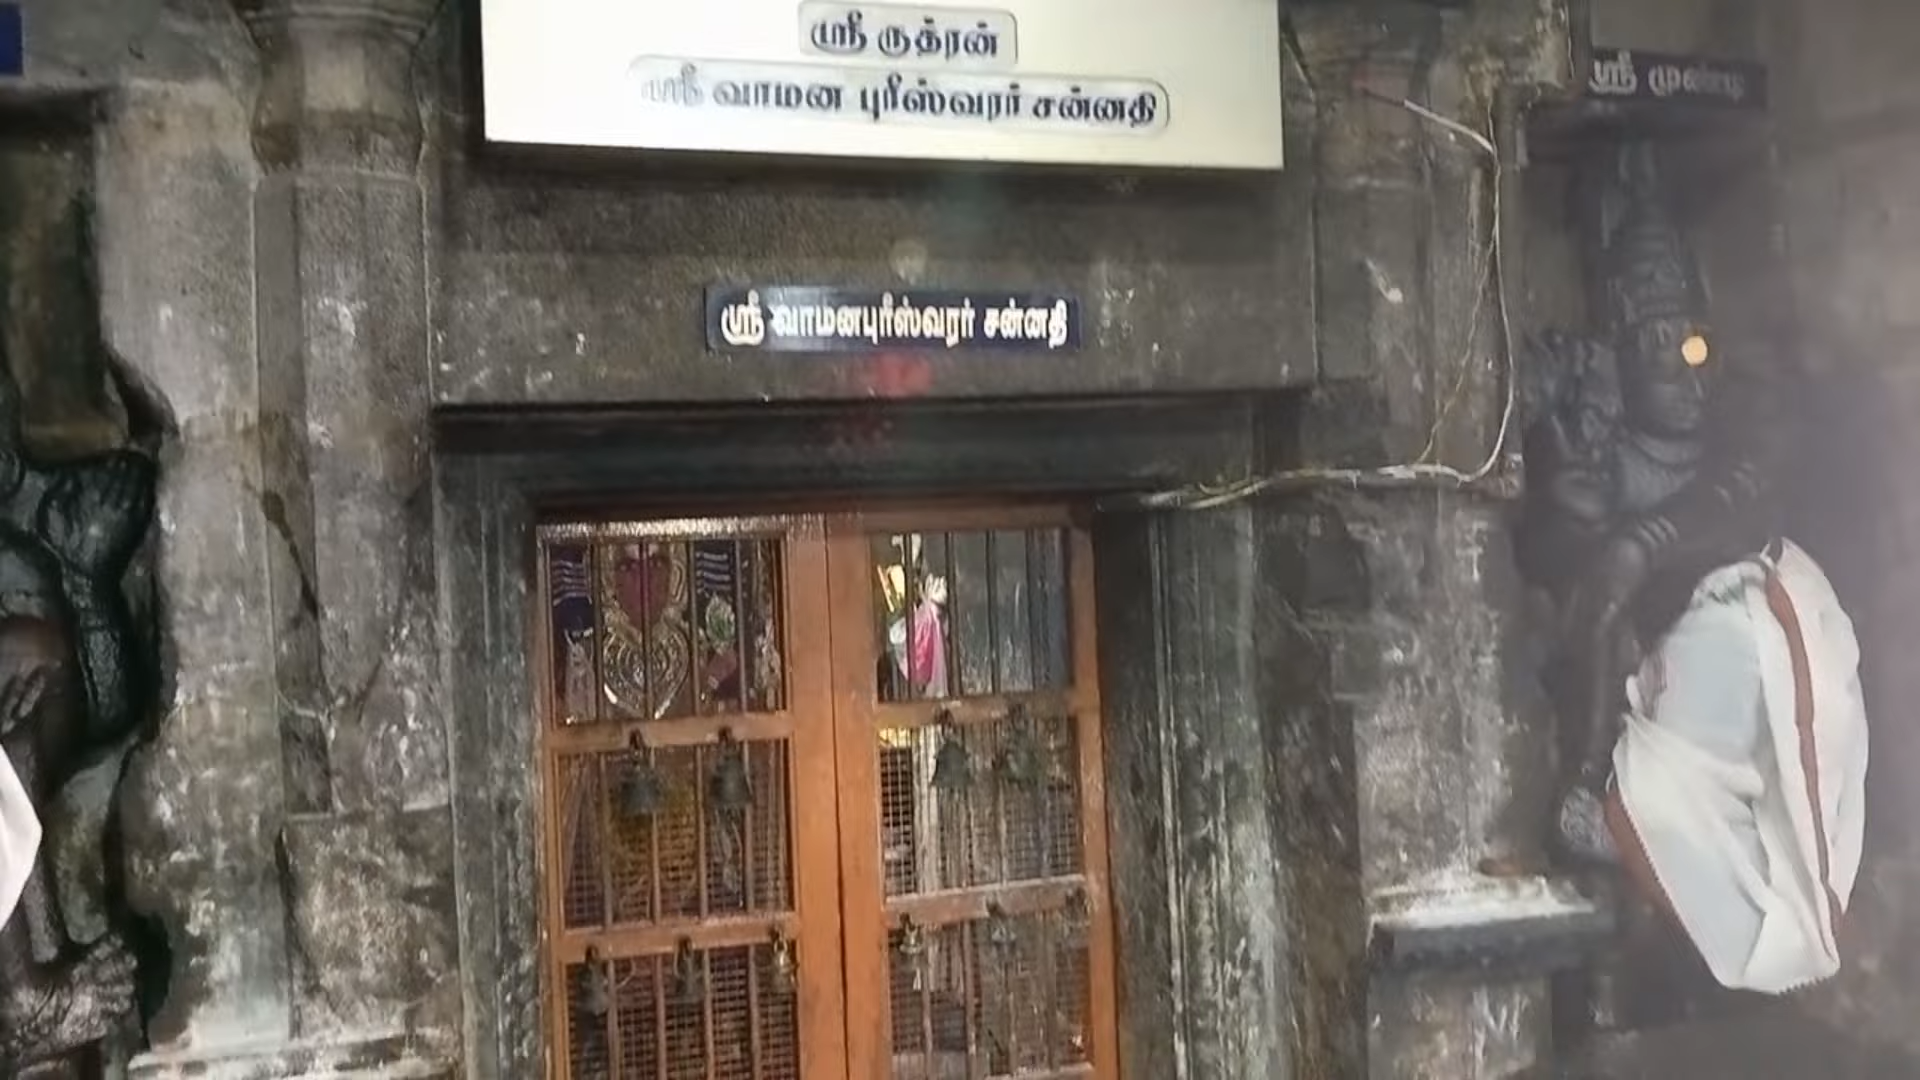 ஸ்ரீ ருத்ரன்
ஸ்ரீ வாமன புரீஸ்வரர் சன்னதி
ஸ்ரீ முண்டி
ஸ்ரீ வாமனபுரீஸ்வரர் சன்னதி